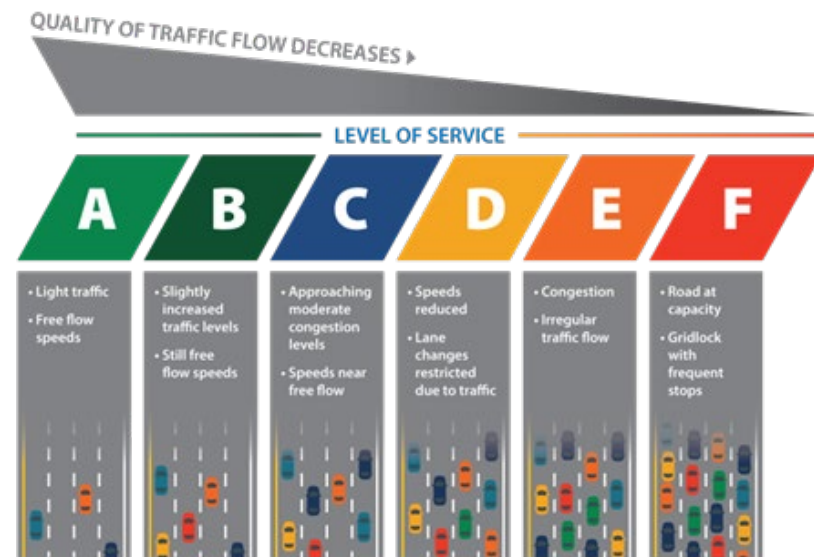 QUALITY OF TRAFFIC FLOW DECREASES
LEVEL OF SERVICE
A
B
C
D
E
F
• Light traffic
• Free flow
speeds
• Slightly
increased
traffic levels
• Still free
flow speeds
• Approaching
moderate
congestion
levels
• Speeds near
free flow
• Speeds
reduced
• Lane
changes
restricted
due to traffic
• Congestion
• Irregular
traffic flow
• Road at
capacity
• Gridlock
with
frequent
stops